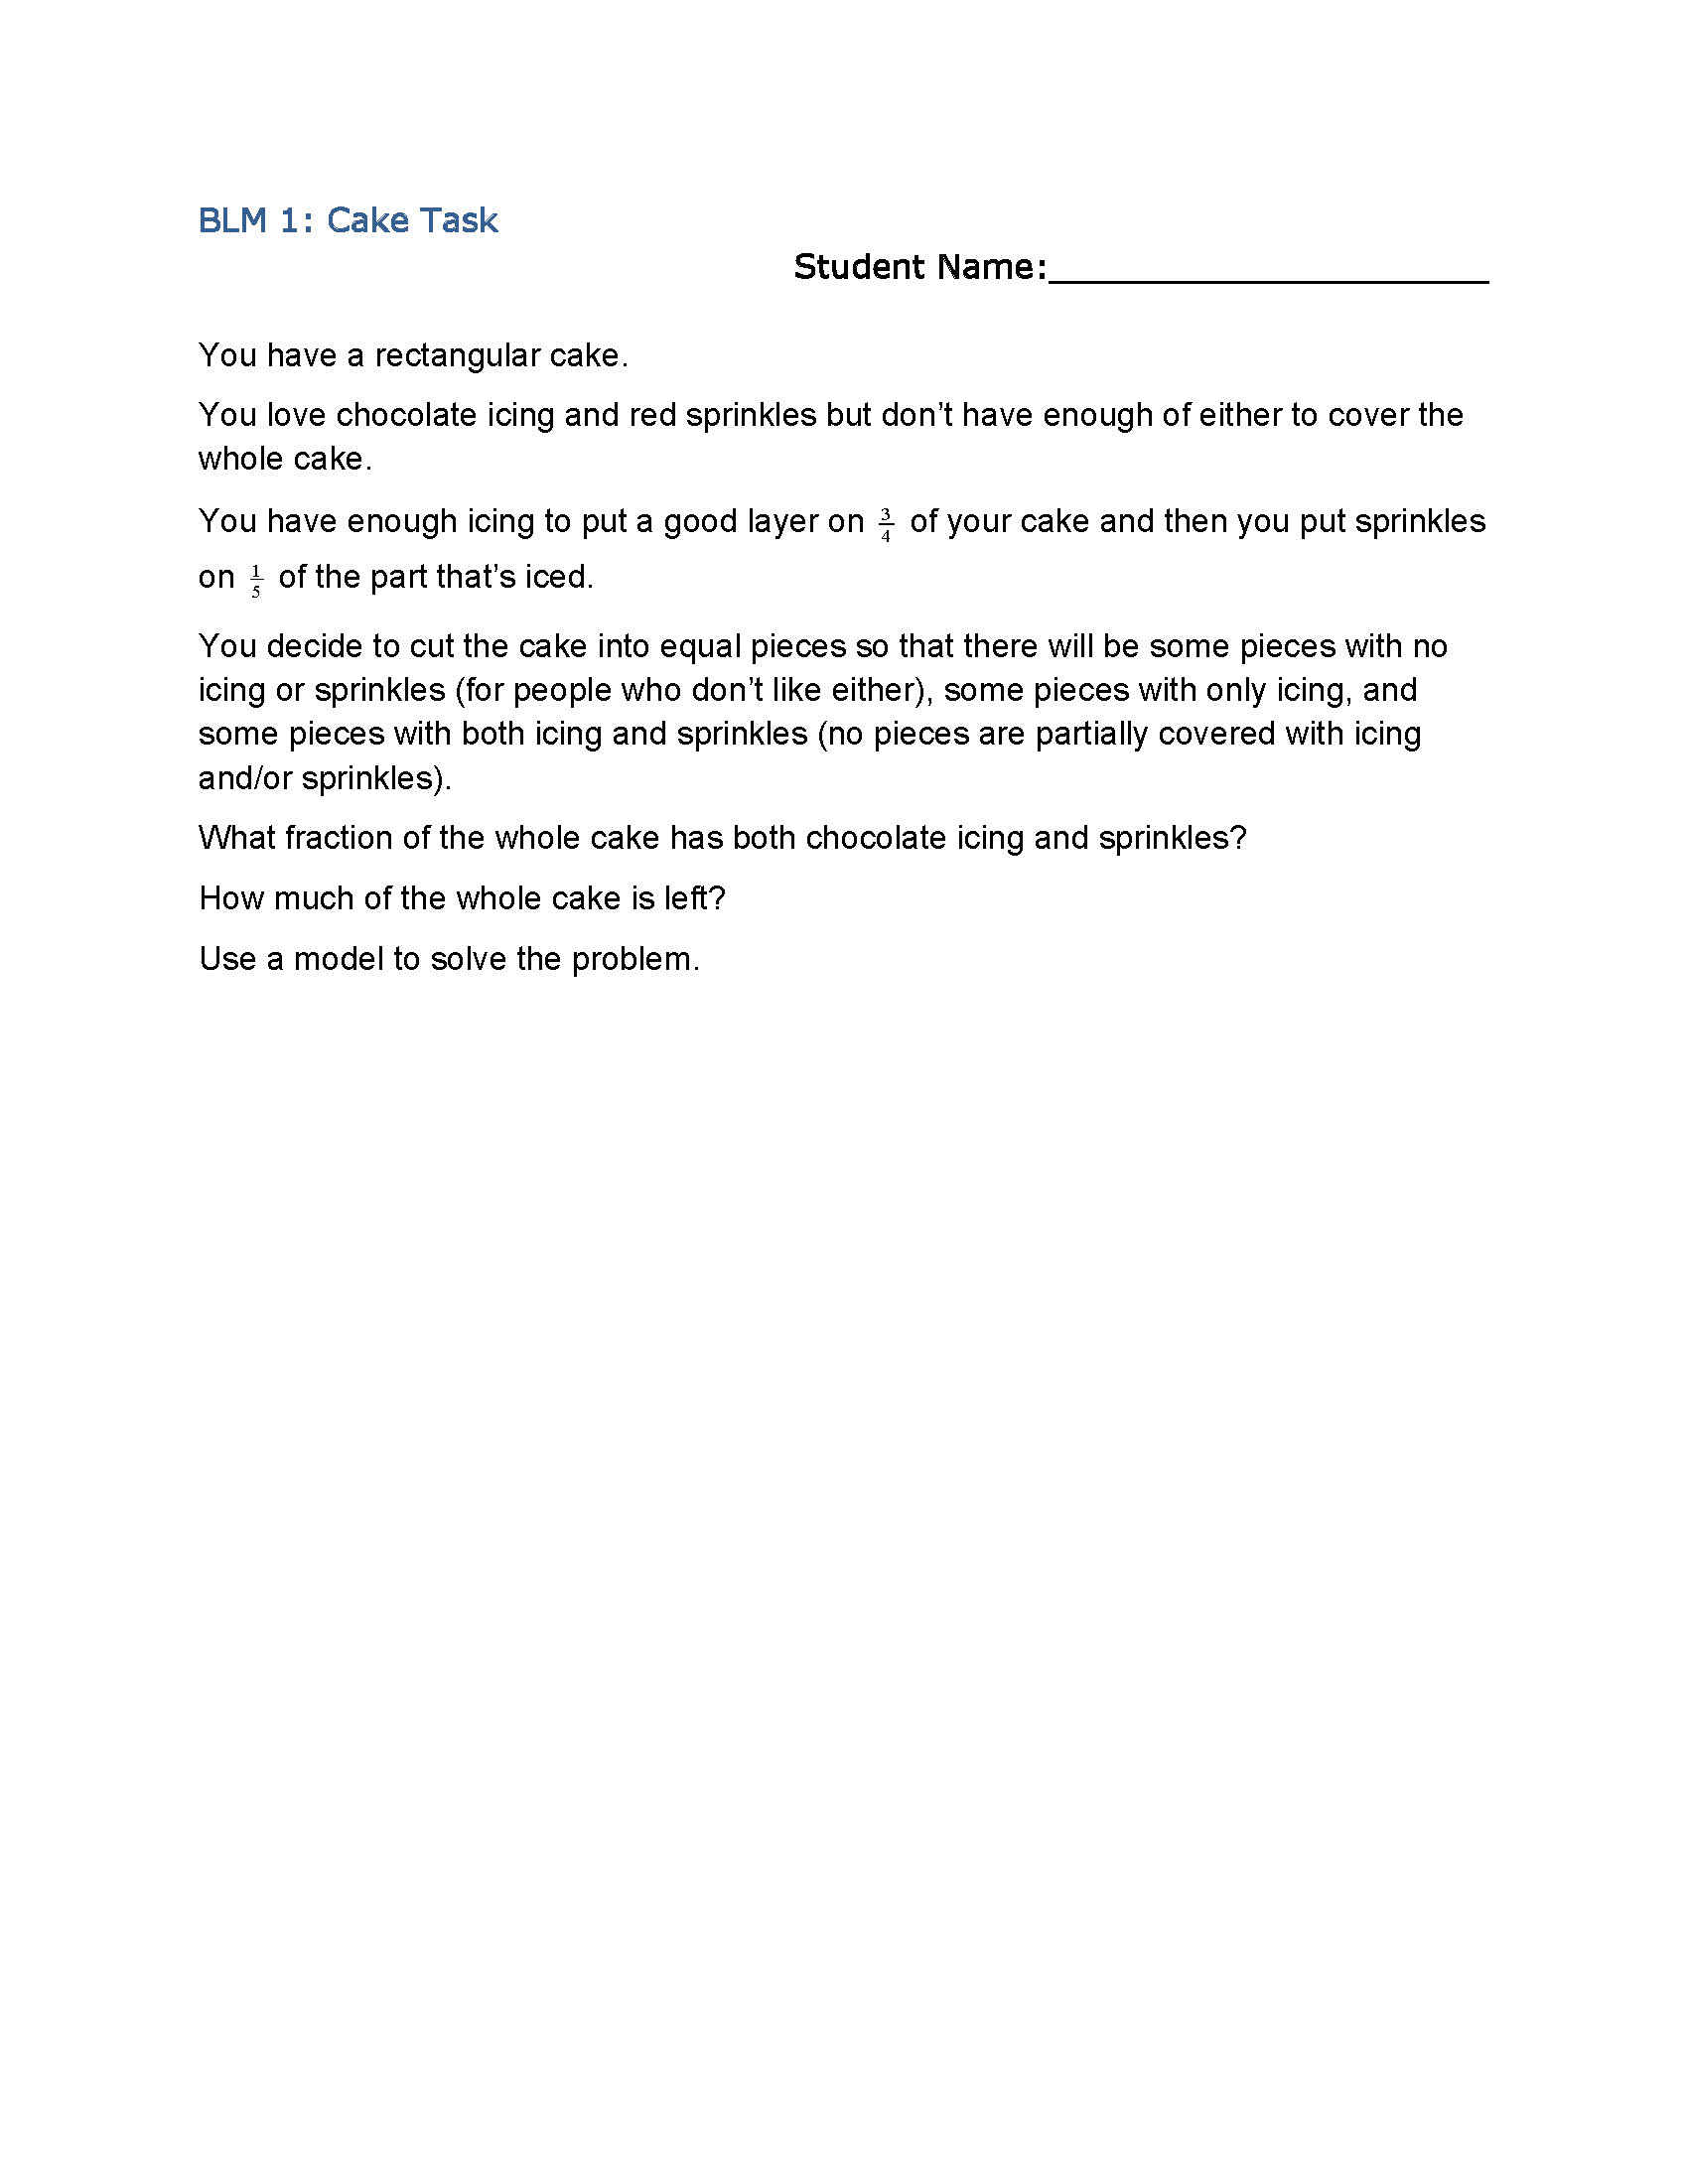 BLM 1: Cake Task
Student Name:______________________
You have a rectangular cake.
You love chocolate icing and red sprinkles but don’t have enough of either to cover the
whole cake.
You have enough icing to put a good layer on 3/4 of your cake and then you put sprinkles
on 1/5 of the part that’s iced.
You decide to cut the cake into equal pieces so that there will be some pieces with no
icing or sprinkles (for people who don’t like either), some pieces with only icing, and
some pieces with both icing and sprinkles (no pieces are partially covered with icing
and/or sprinkles).
What fraction of the whole cake has both chocolate icing and sprinkles?
How much of the whole cake is left?
Use a model to solve the problem.